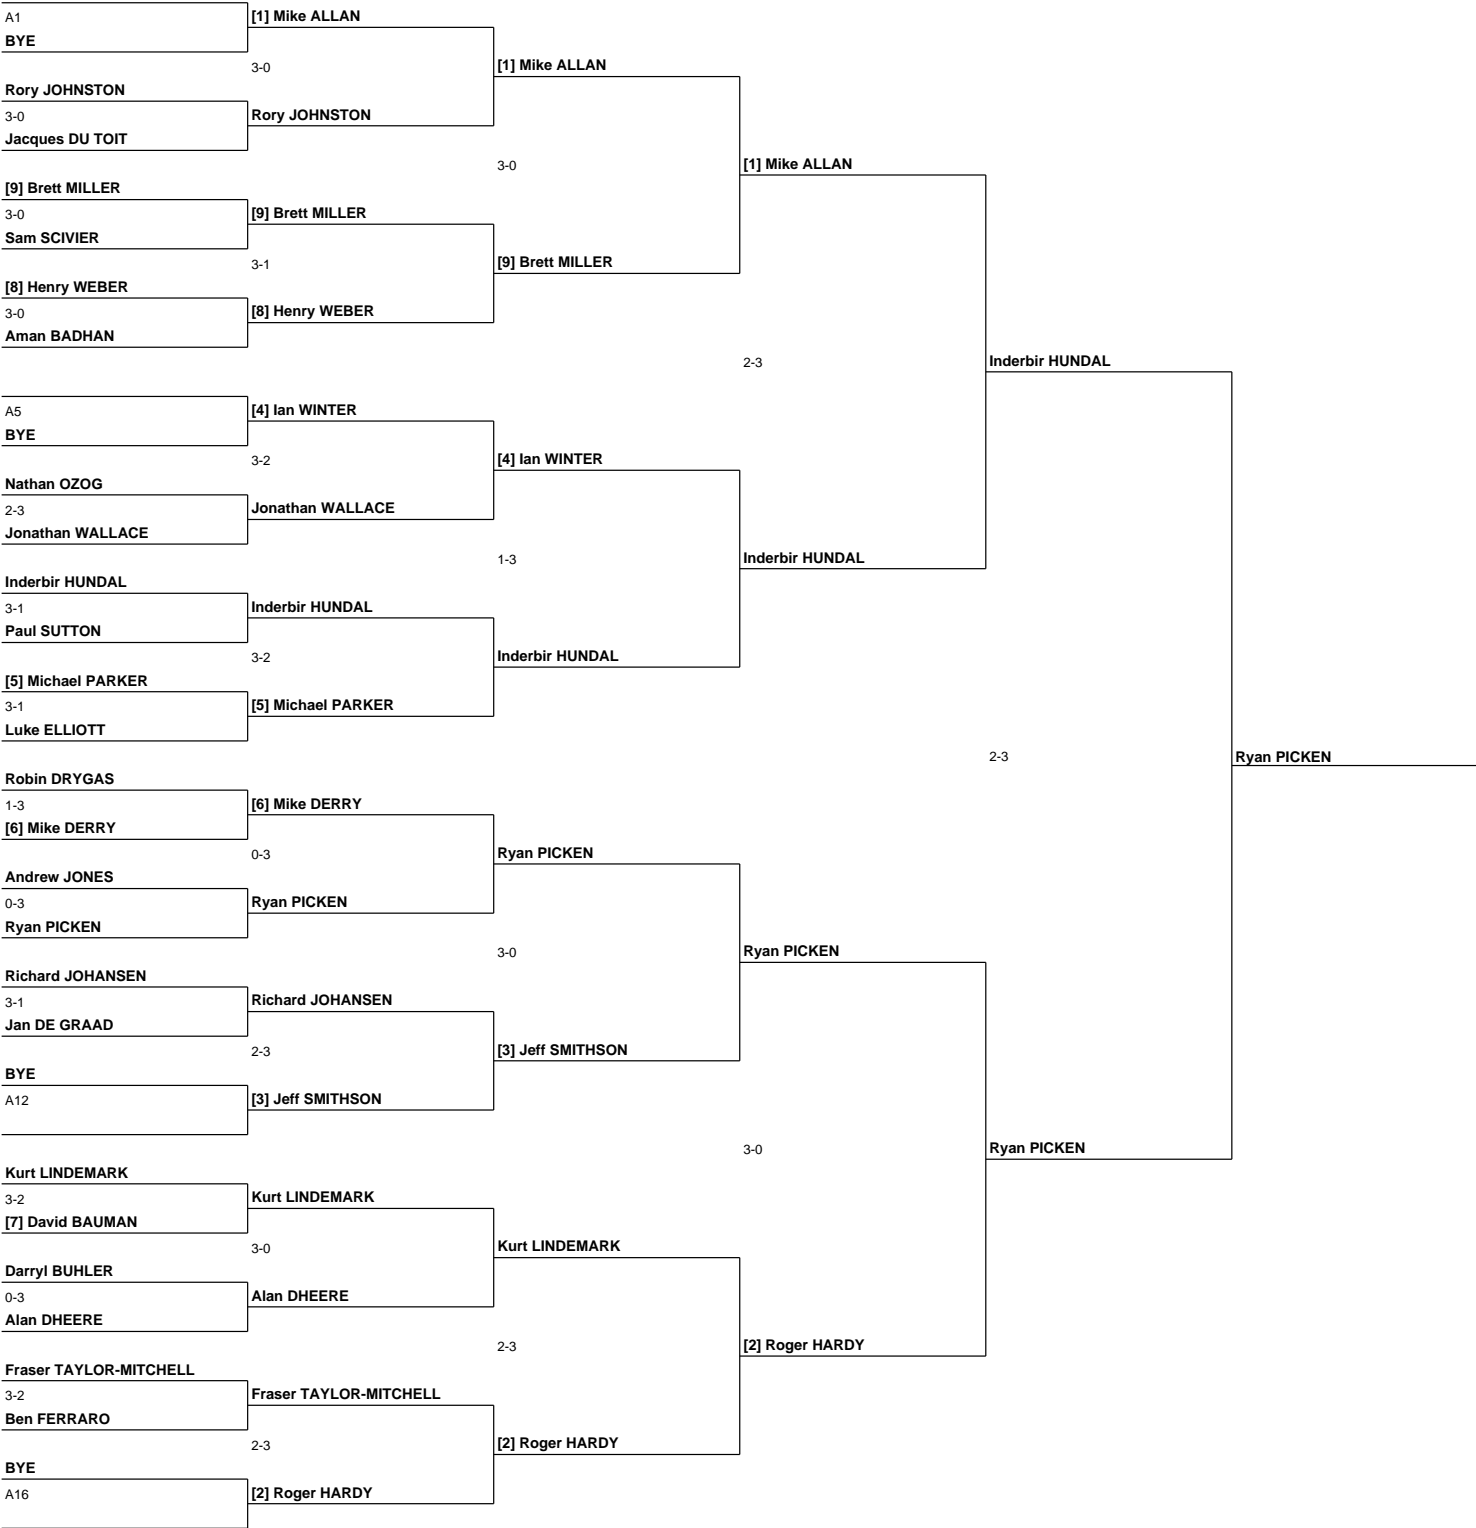 A1
BYE
[1] Mike ALLAN
3-0
Rory JOHNSTON
3-0
Jacques DU TOIT
Rory JOHNSTON
[1] Mike ALLAN
3-0
[9] Brett MILLER
3-0
Sam SCIVIER
[9] Brett MILLER
3-1
[8] Henry WEBER
3-0
Aman BADHAN
[8] Henry WEBER
[9] Brett MILLER
[1] Mike ALLAN
2-3
A5
BYE
[4] Ian WINTER
3-2
Nathan OZOG
2-3
Jonathan WALLACE
Jonathan WALLACE
[4] Ian WINTER
1-3
Inderbir HUNDAL
3-1
Paul SUTTON
Inderbir HUNDAL
3-2
[5] Michael PARKER
3-1
Luke ELLIOTT
[5] Michael PARKER
Inderbir HUNDAL
Inderbir HUNDAL
Inderbir HUNDAL
2-3
Ryan PICKEN
Robin DRYGAS
1-3
[6] Mike DERRY
[6] Mike DERRY
0-3
Andrew JONES
0-3
Ryan PICKEN
Ryan PICKEN
Ryan PICKEN
3-0
Richard JOHANSEN
3-1
Jan DE GRAAD
Richard JOHANSEN
2-3
BYE
A12
[3] Jeff SMITHSON
[3] Jeff SMITHSON
Ryan PICKEN
3-0
Ryan PICKEN
Kurt LINDEMARK
3-2
[7] David BAUMAN
Kurt LINDEMARK
3-0
Darryl BUHLER
0-3
Alan DHEERE
Alan DHEERE
Kurt LINDEMARK
2-3
Fraser TAYLOR-MITCHELL
3-2
Ben FERRARO
Fraser TAYLOR-MITCHELL
2-3
BYE
A16
[2] Roger HARDY
[2] Roger HARDY
[2] Roger HARDY